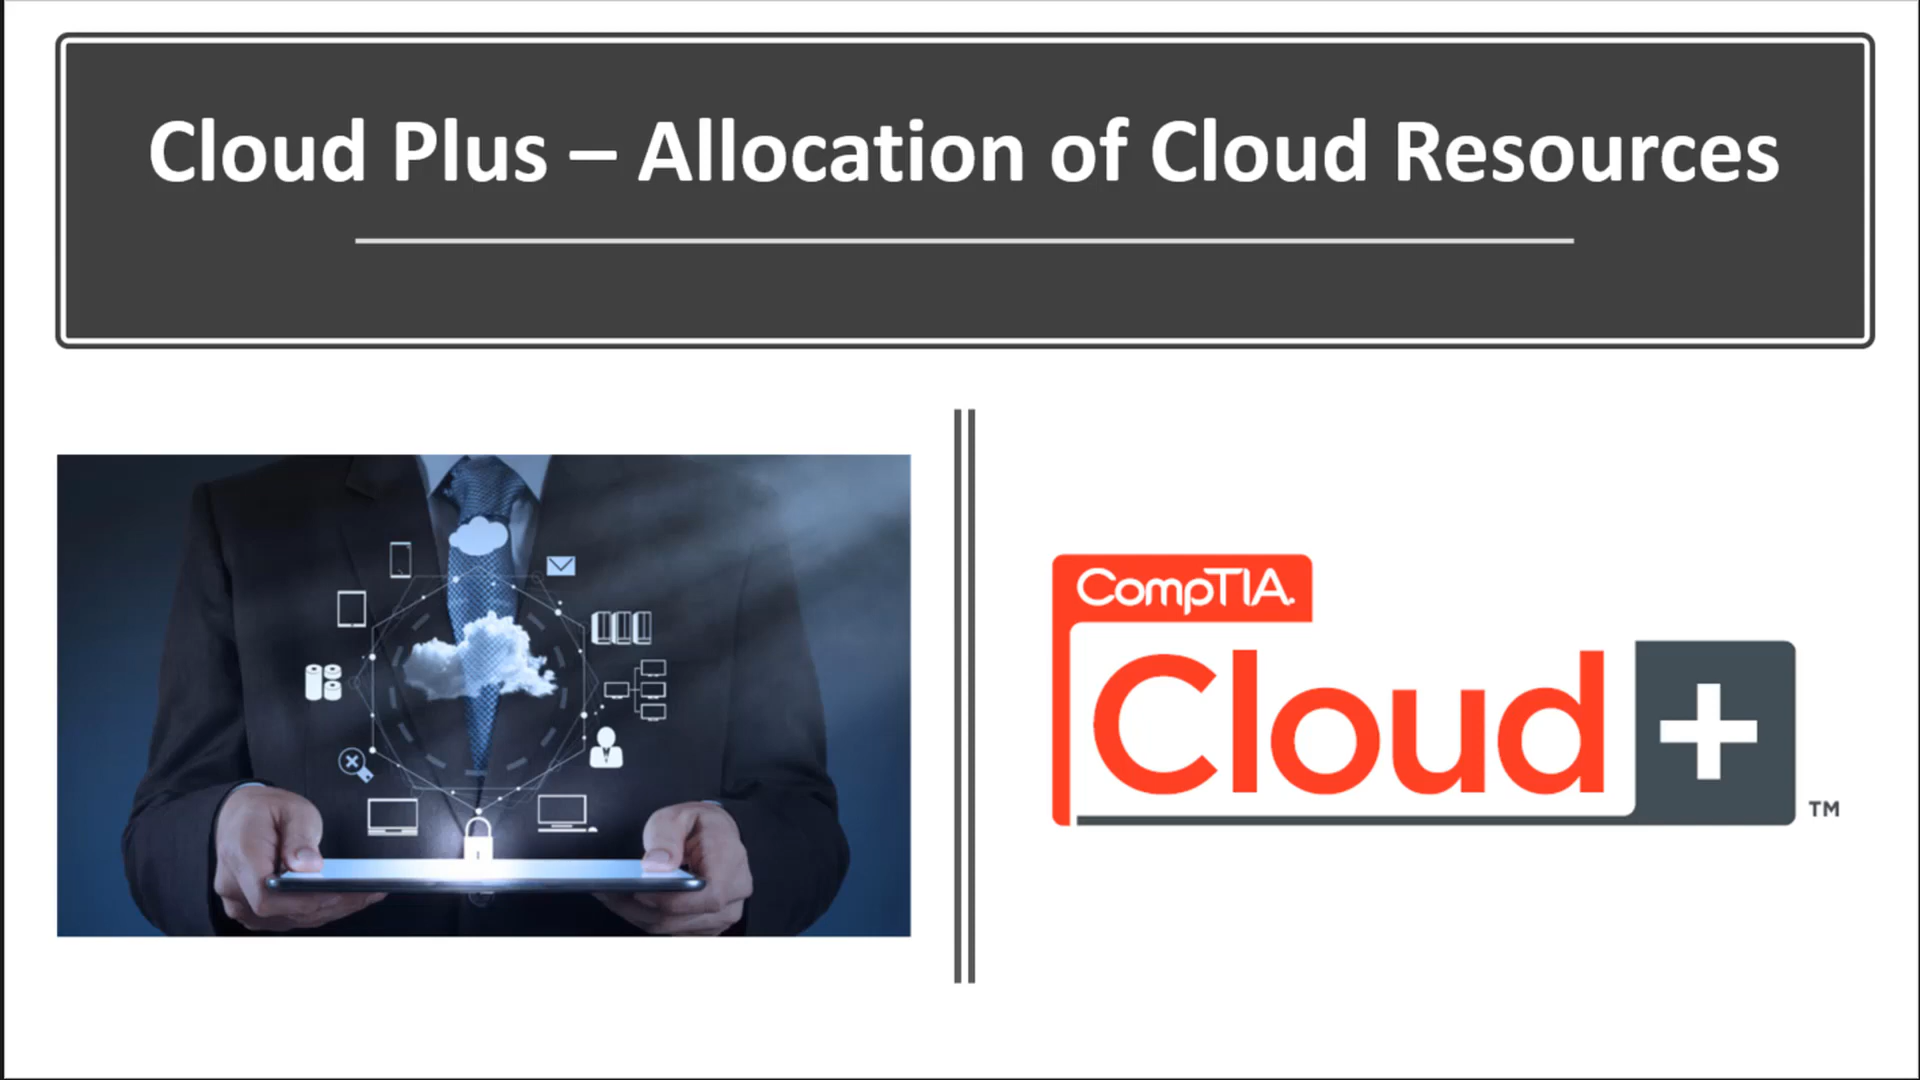 Cloud Plus – Allocation of Cloud Resources
CompTIA.
Cloud+
TM